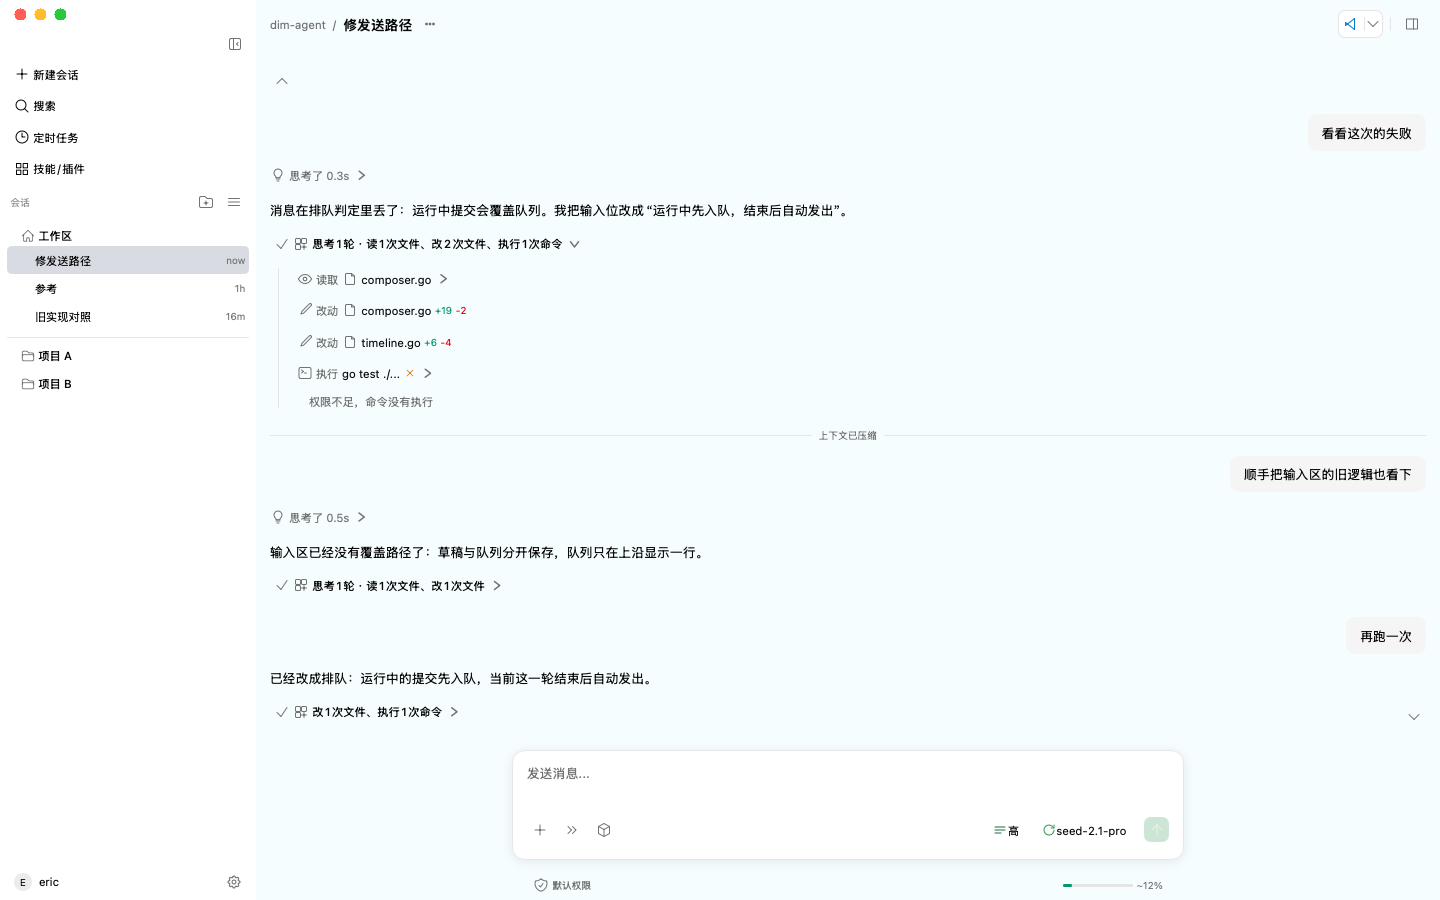 dim-agent / 修发送路径 ···
新建会话
搜索
定时任务
技能/插件
会话
工作区
修发送路径 now
参考 1h
旧实现对照 16m
项目 A
项目 B
E eric
看看这次的失败
思考了 0.3s
消息在排队判定里丢了：运行中提交会覆盖队列。我把输入位改成“运行中先入队，结束后自动发出”。
思考1轮 · 读1次文件、改2次文件、执行1次命令
读取 composer.go
改动 composer.go +19 -2
改动 timeline.go +6 -4
执行 go test ./...
权限不足，命令没有执行
上下文已压缩
顺手把输入区的旧逻辑也看下
思考了 0.5s
输入区已经没有覆盖路径了：草稿与队列分开保存，队列只在上沿显示一行。
思考1轮 · 读1次文件、改1次文件
再跑一次
已经改成排队：运行中的提交先入队，当前这一轮结束后自动发出。
改1次文件、执行1次命令
发送消息...
高 seed-2.1-pro
默认权限 ~12%